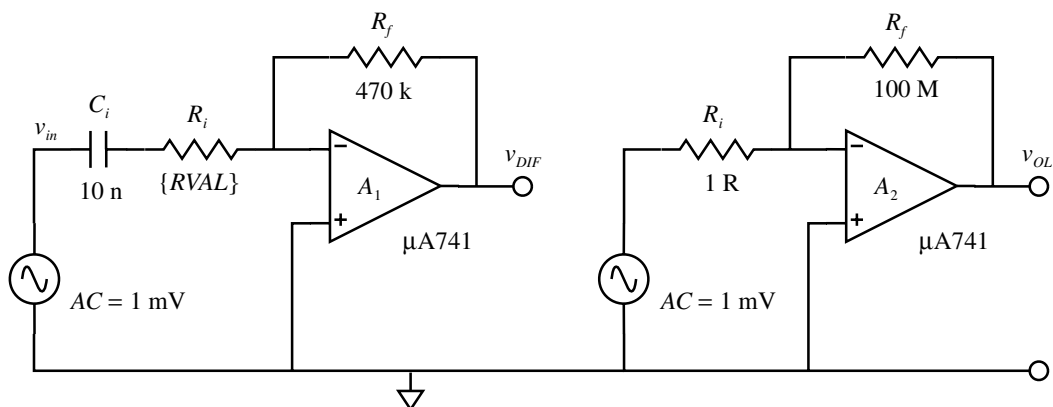 R_f
470 k
C_i
v_in
10 n
R_i
{RVAL}
−
+
A_1
µA741
v_DIF
AC = 1 mV
R_f
100 M
R_i
1 R
−
+
A_2
µA741
v_OL
AC = 1 mV